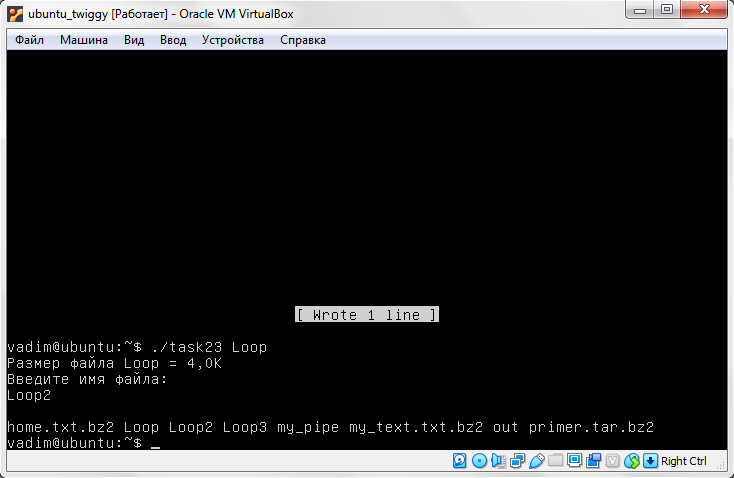 ubuntu_twiggy [Работает] - Oracle VM VirtualBox
Файл Машина Вид Ввод Устройства Справка
[ Wrote 1 line ]
vadim@ubuntu:~$ ./task23 Loop
Размер файла Loop = 4,0K
Введите имя файла:
Loop2
home.txt.bz2 Loop Loop2 Loop3 my_pipe my_text.txt.bz2 out primer.tar.bz2
vadim@ubuntu:~$ _
Right Ctrl